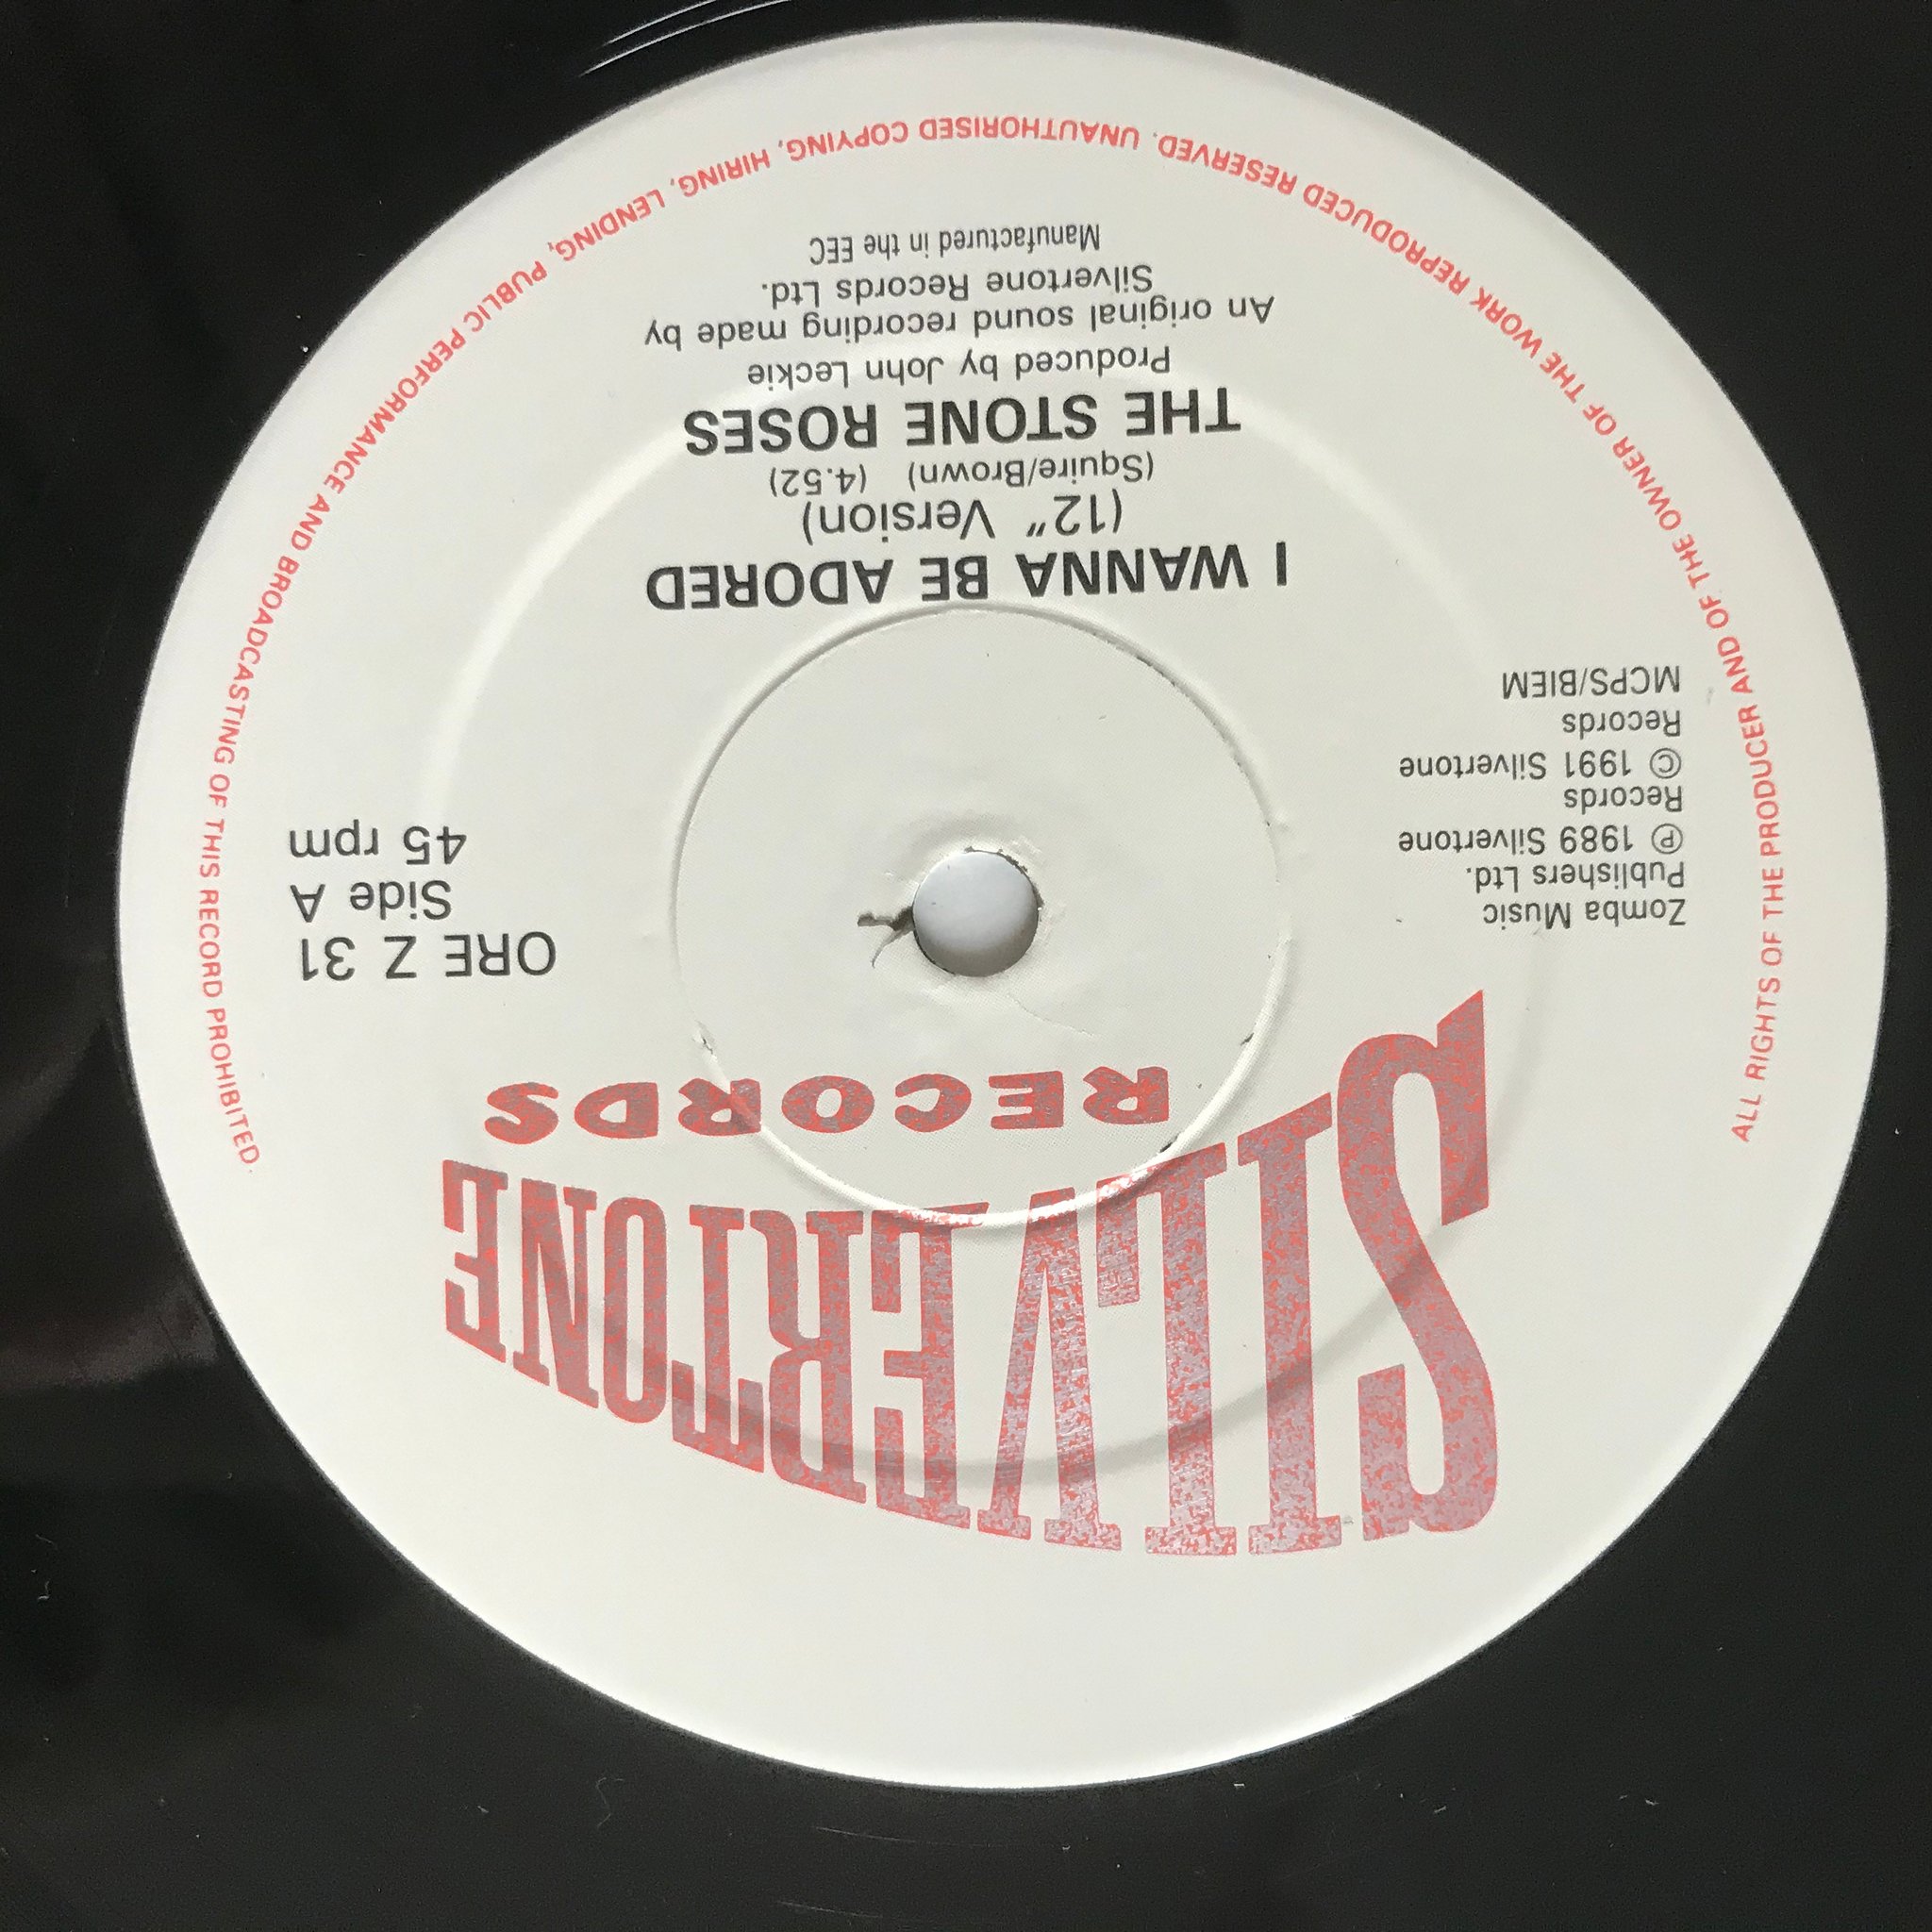 SILVERTONE
RECORDS
ORE Z 31
Side A
45 rpm
Zomba Music
Publishers Ltd.
Ⓟ 1989 Silvertone
Records
© 1991 Silvertone
Records
MCPS/BIEM
I WANNA BE ADORED
(12" Version)
(Squire/Brown) (4.52)
THE STONE ROSES
Produced by John Leckie
An original sound recording made by
Silvertone Records Ltd.
Manufactured in the EEC
ALL RIGHTS OF THE PRODUCER AND OF THE OWNER OF THE WORK REPRODUCED RESERVED. UNAUTHORISED COPYING, HIRING, LENDING, PUBLIC PERFORMANCE AND BROADCASTING OF THIS RECORD PROHIBITED.